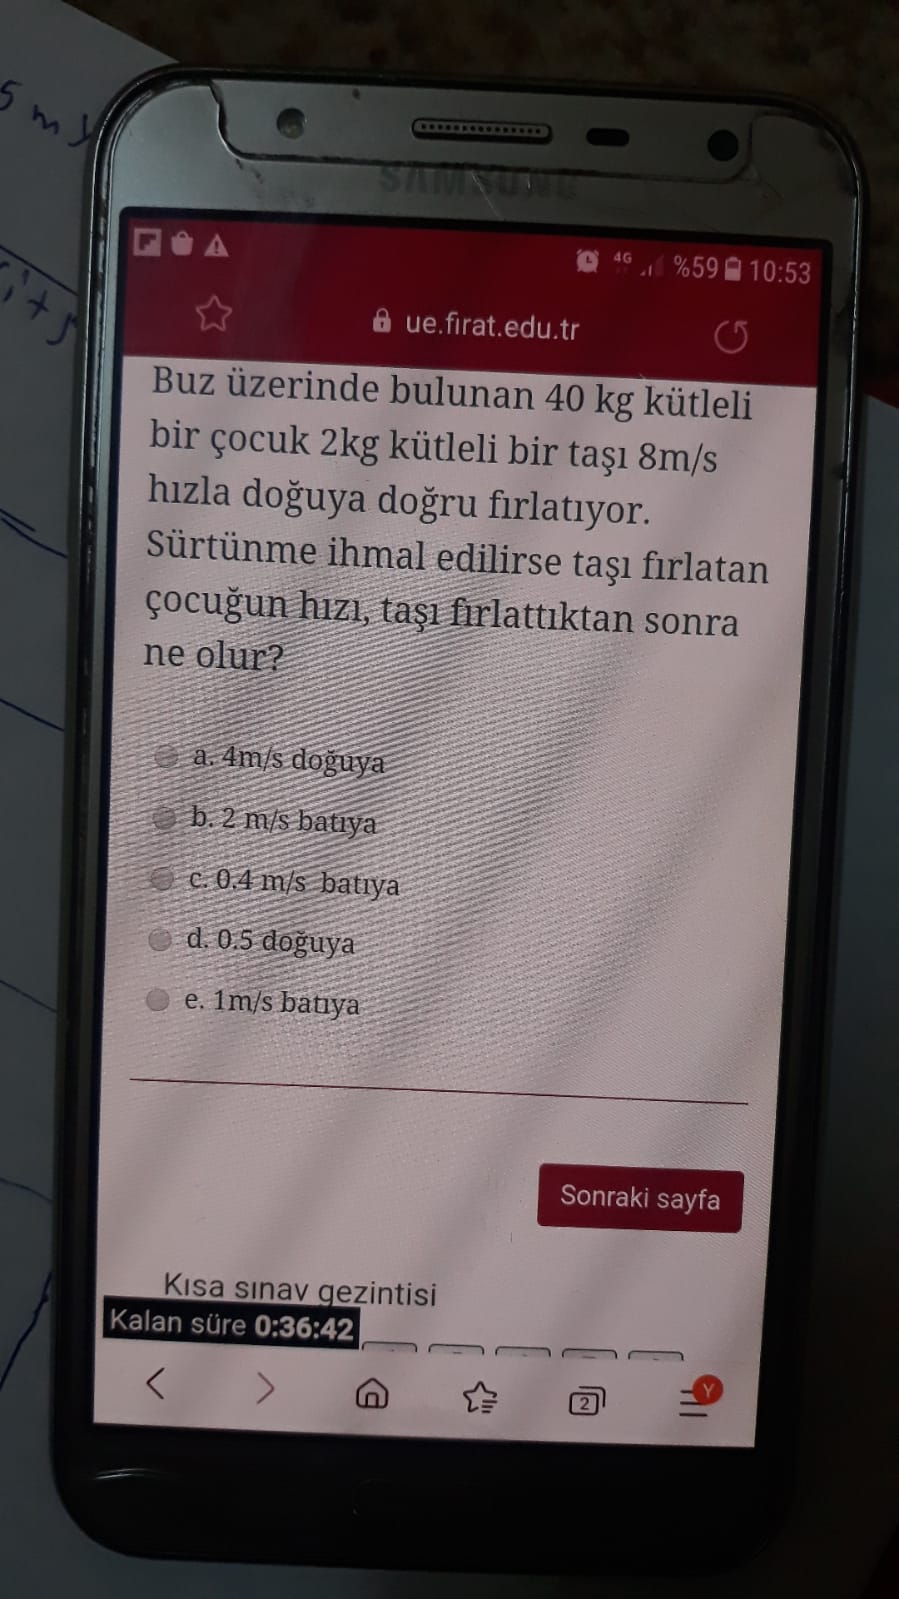 5 m
SAMSUNG
4G %59 10:53
ue.firat.edu.tr
Buz üzerinde bulunan 40 kg kütleli
bir çocuk 2kg kütleli bir taşı 8m/s
hızla doğuya doğru fırlatıyor.
Sürtünme ihmal edilirse taşı fırlatan
çocuğun hızı, taşı fırlattıktan sonra
ne olur?
a. 4m/s doğuya
b. 2 m/s batıya
c. 0.4 m/s batıya
d. 0.5 doğuya
e. 1m/s batıya
Sonraki sayfa
Kısa sınav gezintisi
Kalan süre 0:36:42
2
Y